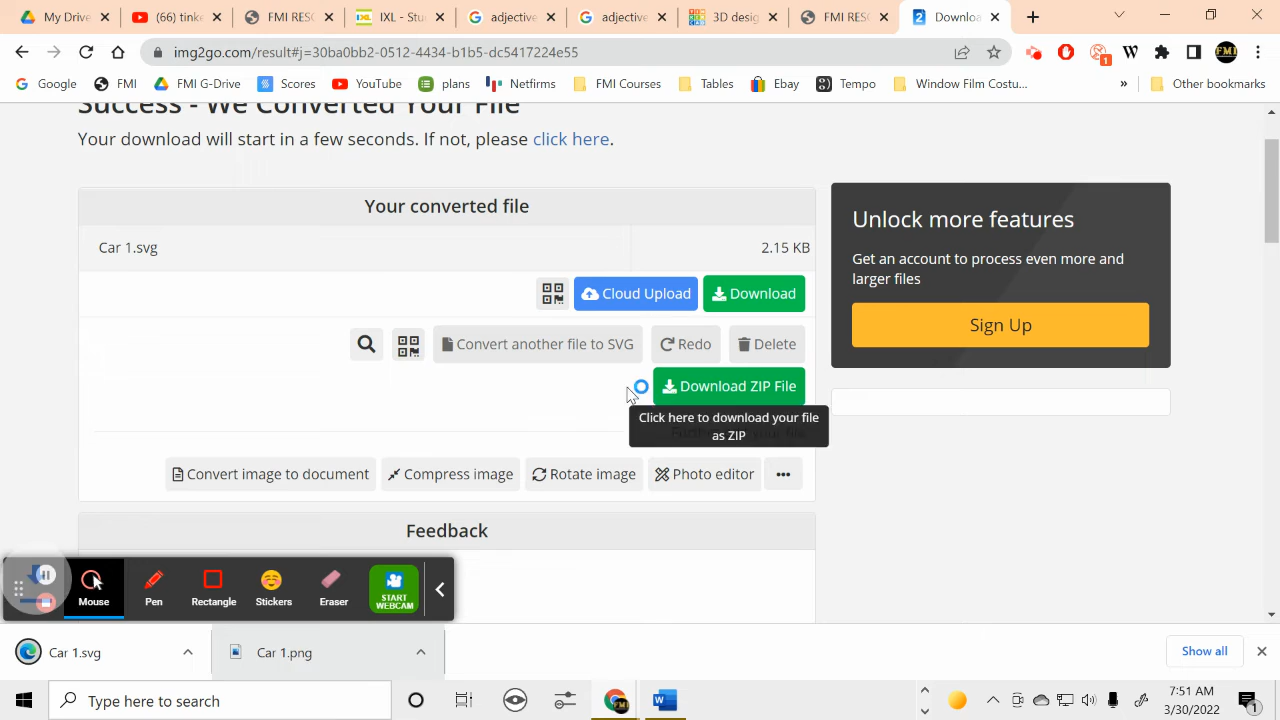 My Drive
(66) tinke
FMI RESO
IXL - Stu
adjective
adjective
3D desig
FMI RES
Downloa
img2go.com/result#j=30ba0bb2-0512-4434-b1b5-dc5417224e55
Google
FMI
FMI G-Drive
Scores
YouTube
plans
Netfirms
FMI Courses
Tables
Ebay
Tempo
Window Film Costu...
»
Other bookmarks
Success - We Converted Your File
Your download will start in a few seconds. If not, please click here.
Your converted file
Car 1.svg
2.15 KB
Cloud Upload
Download
Convert another file to SVG
Redo
Delete
Download ZIP File
Click here to download your file
as ZIP
Convert image to document
Compress image
Rotate image
Photo editor
Unlock more features
Get an account to process even more and
larger files
Sign Up
Feedback
Mouse
Pen
Rectangle
Stickers
Eraser
START
WEBCAM
Car 1.svg
Car 1.png
Show all
Type here to search
7:51 AM
3/30/2022